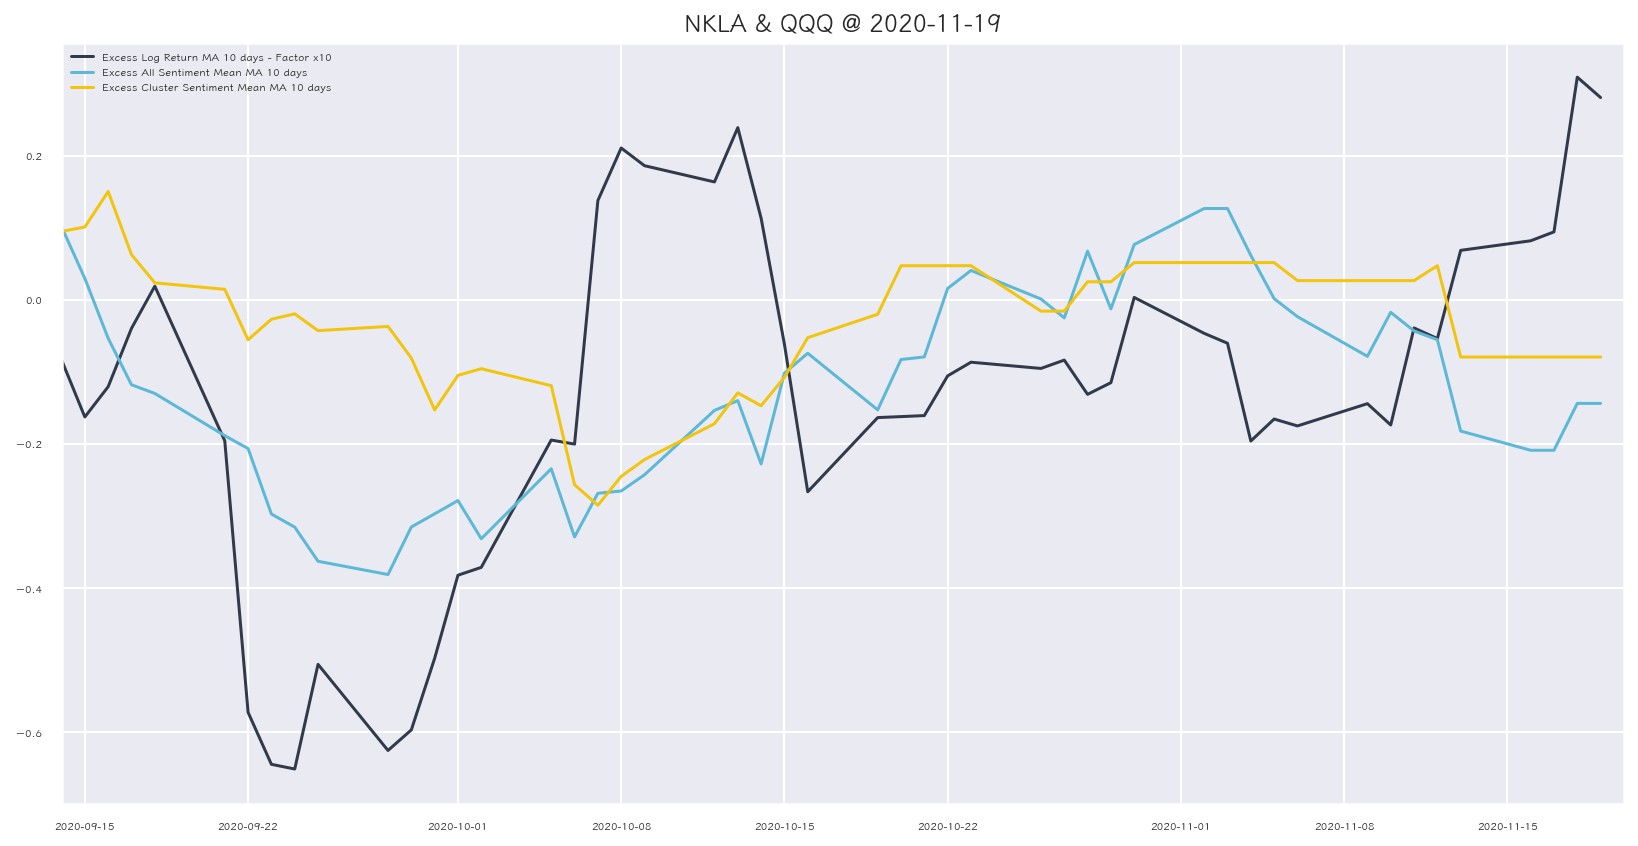 NKLA & QQQ @ 2020-11-19
Excess Log Return MA 10 days - Factor x10
Excess All Sentiment Mean MA 10 days
Excess Cluster Sentiment Mean MA 10 days
0.2
0.0
−0.2
−0.4
−0.6
2020-09-15 2020-09-22 2020-10-01 2020-10-08 2020-10-15 2020-10-22 2020-11-01 2020-11-08 2020-11-15